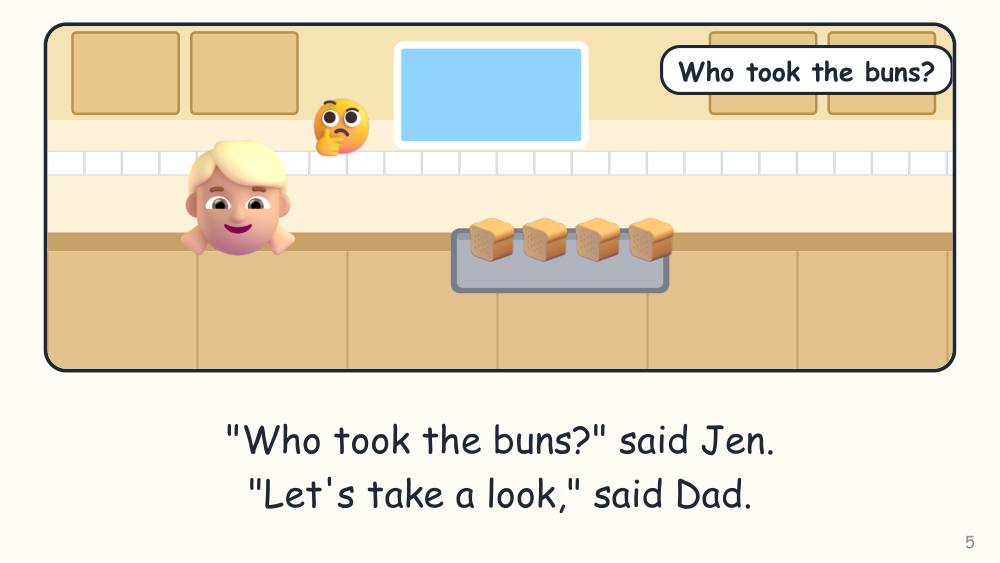 Who took the buns?
"Who took the buns?" said Jen.
"Let's take a look," said Dad.
5